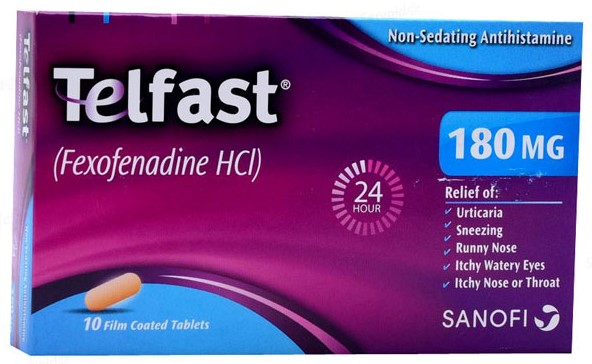 Non-Sedating Antihistamine
Telfast®
(Fexofenadine HCl)
180 MG
24
HOUR
Relief of:
Urticaria
Sneezing
Runny Nose
Itchy Watery Eyes
Itchy Nose or Throat
10 Film Coated Tablets
SANOFI
Telfast